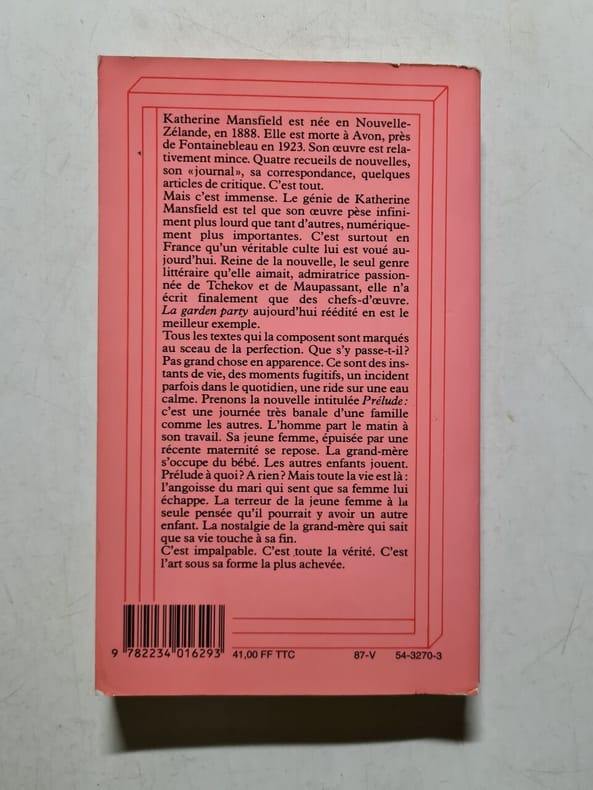 Katherine Mansfield est née en Nouvelle-
Zélande, en 1888. Elle est morte à Avon, près
de Fontainebleau en 1923. Son œuvre est rela-
tivement mince. Quatre recueils de nouvelles,
son «journal», sa correspondance, quelques
articles de critique. C'est tout.
Mais c'est immense. Le génie de Katherine
Mansfield est tel que son œuvre pèse infini-
ment plus lourd que tant d'autres, numérique-
ment plus importantes. C'est surtout en
France qu'un véritable culte lui est voué au-
jourd'hui. Reine de la nouvelle, le seul genre
littéraire qu'elle aimait, admiratrice passion-
née de Tchekov et de Maupassant, elle n'a
écrit finalement que des chefs-d'œuvre.
La garden party aujourd'hui réédité en est le
meilleur exemple.
Tous les textes qui la composent sont marqués
au sceau de la perfection. Que s'y passe-t-il?
Pas grand chose en apparence. Ce sont des ins-
tants de vie, des moments fugitifs, un incident
parfois dans le quotidien, une ride sur une eau
calme. Prenons la nouvelle intitulée Prélude:
c'est une journée très banale d'une famille
comme les autres. L'homme part le matin à
son travail. Sa jeune femme, épuisée par une
récente maternité se repose. La grand-mère
s'occupe du bébé. Les autres enfants jouent.
Prélude à quoi? A rien? Mais toute la vie est là:
l'angoisse du mari qui sent que sa femme lui
échappe. La terreur de la jeune femme à la
seule pensée qu'il pourrait y avoir un autre
enfant. La nostalgie de la grand-mère qui sait
que sa vie touche à sa fin.
C'est impalpable. C'est toute la vérité. C'est
l'art sous sa forme la plus achevée.
9 782234 016293 41,00 FF TTC 87-V 54-3270-3